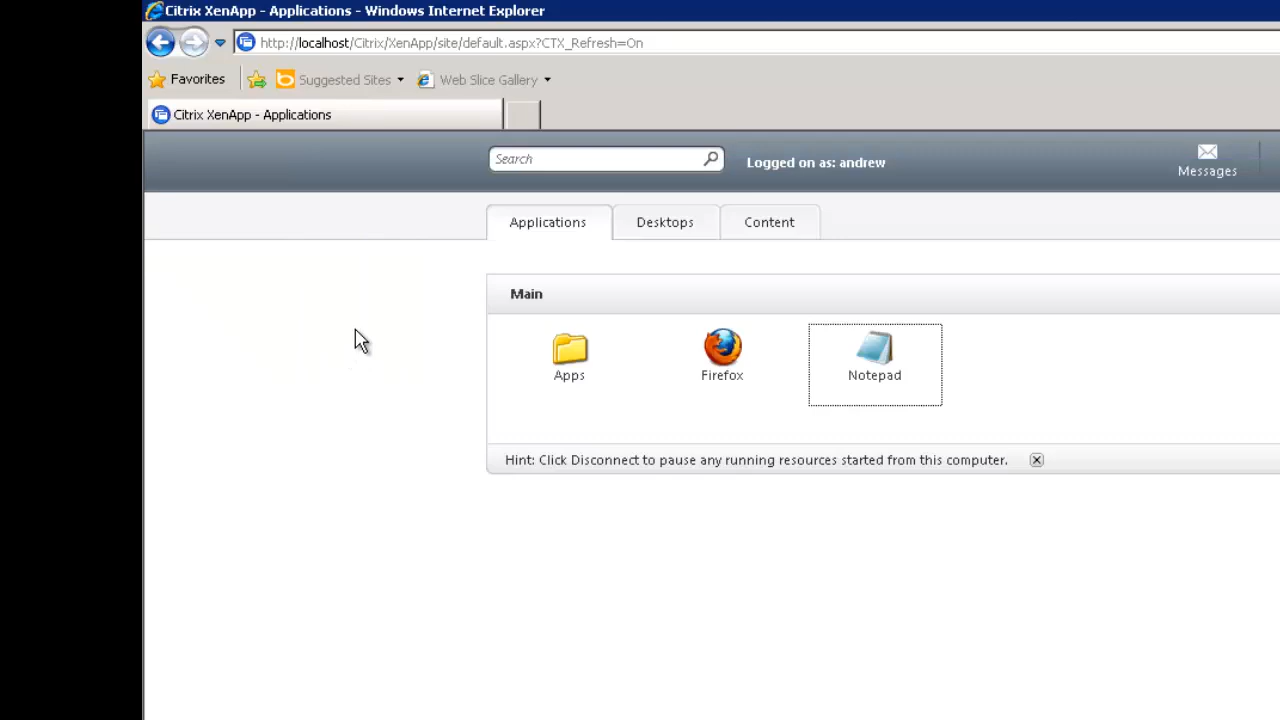 Citrix XenApp - Applications - Windows Internet Explorer
http://localhost/Citrix/XenApp/site/default.aspx?CTX_Refresh=On
Favorites Suggested Sites Web Slice Gallery
Citrix XenApp - Applications
Search Logged on as: andrew Messages
Applications Desktops Content
Main
Apps Firefox Notepad
Hint: Click Disconnect to pause any running resources started from this computer.